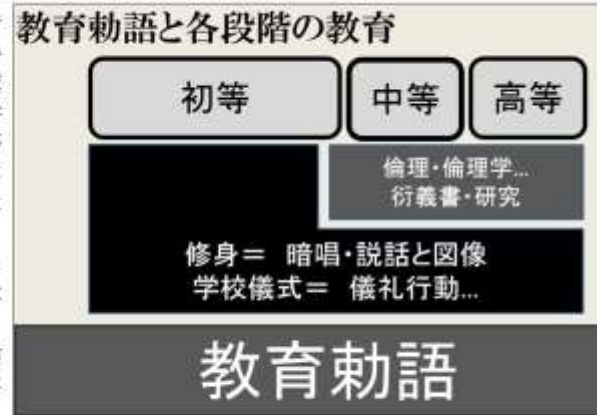 教育勅語と各段階の教育
初等
中等
高等
倫理・倫理学...
衍義書・研究
修身＝ 暗唱・説話と図像
学校儀式＝ 儀礼行動...
教育勅語